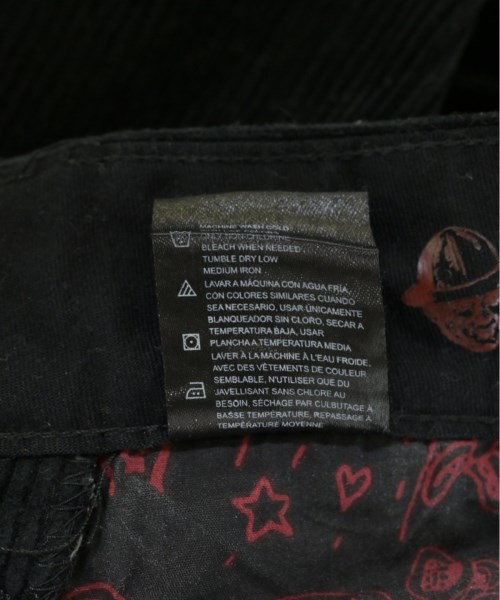 MACHINE WASH COLD
ONLY NON-CHLORINE
BLEACH WHEN NEEDED
TUMBLE DRY LOW
MEDIUM IRON
LAVAR A MÁQUINA CON AGUA FRÍA,
CON COLORES SIMILARES CUANDO
SEA NECESARIO, USAR ÚNICAMENTE
BLANQUEADOR SIN CLORO, SECAR A
TEMPERATURA BAJA, USAR
PLANCHA A TEMPERATURA MEDIA
LAVER À LA MACHINE À L'EAU FROIDE,
AVEC DES VÊTEMENTS DE COULEUR
SEMBLABLE, N'UTILISER QUE DU
JAVELLISANT SANS CHLORE AU
BESOIN, SÉCHAGE PAR CULBUTAGE À
BASSE TEMPÉRATURE, REPASSAGE À
TEMPÉRATURE MOYENNE